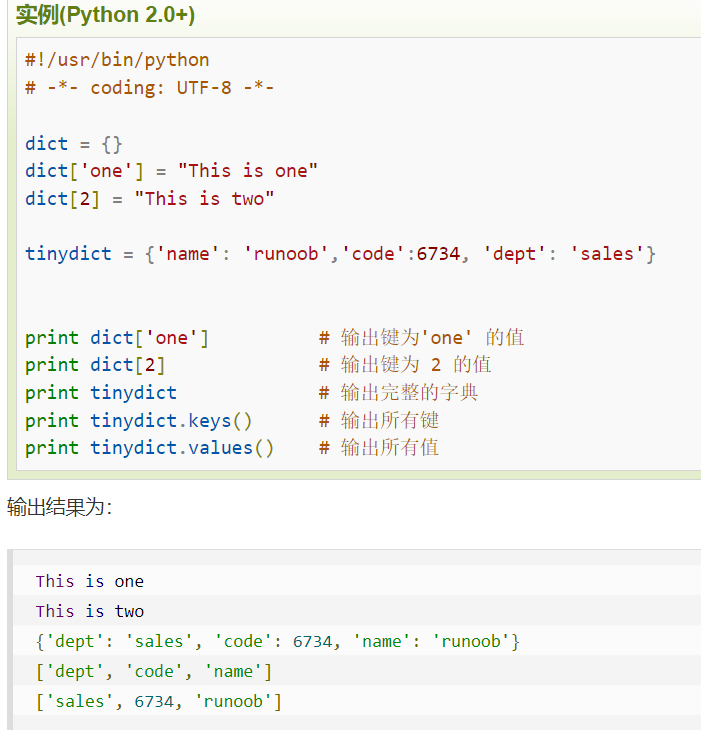 实例(Python 2.0+)
#!/usr/bin/python
# -*- coding: UTF-8 -*-
dict = {}
dict['one'] = "This is one"
dict[2] = "This is two"
tinydict = {'name': 'runoob','code':6734, 'dept': 'sales'}
print dict['one']          # 输出键为'one' 的值
print dict[2]              # 输出键为 2 的值
print tinydict             # 输出完整的字典
print tinydict.keys()      # 输出所有键
print tinydict.values()    # 输出所有值
输出结果为：
This is one
This is two
{'dept': 'sales', 'code': 6734, 'name': 'runoob'}
['dept', 'code', 'name']
['sales', 6734, 'runoob']